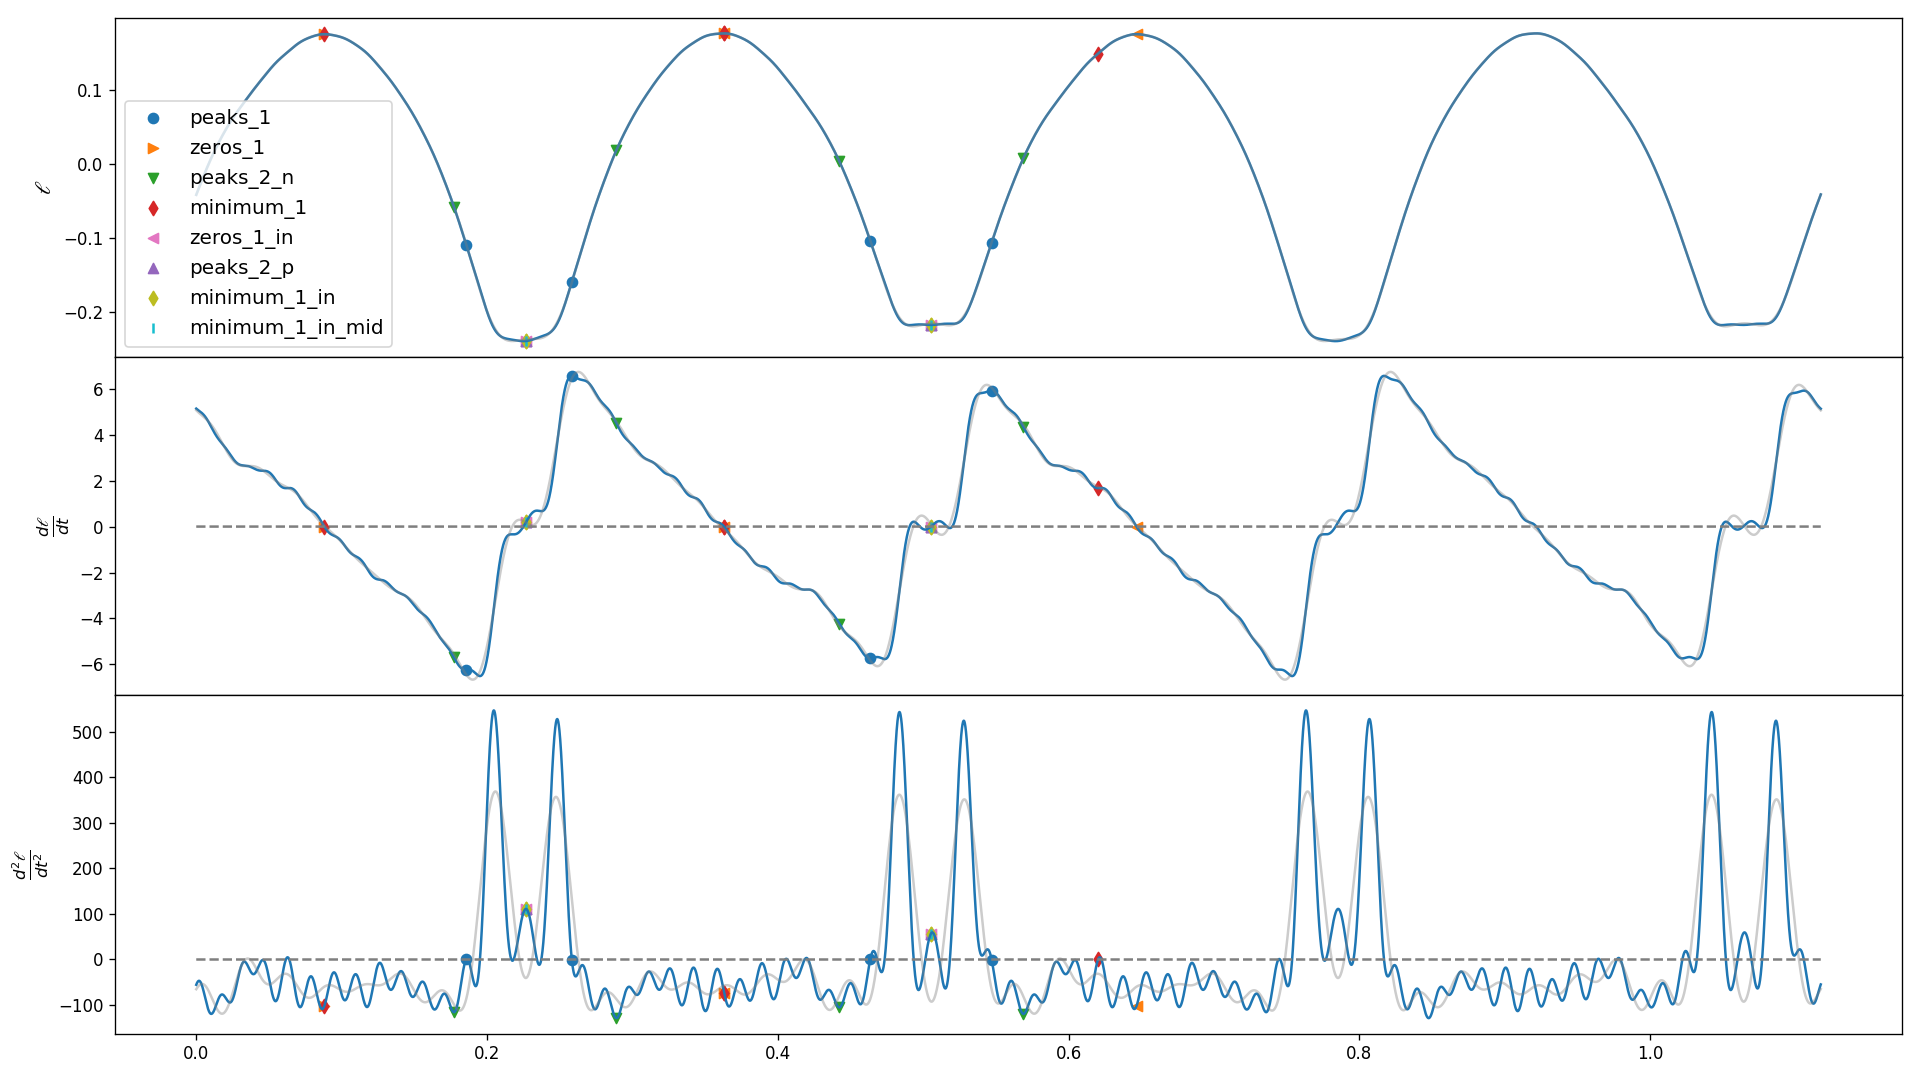 0.1
0.0
−0.1
−0.2
ℓ
peaks_1
zeros_1
peaks_2_n
minimum_1
zeros_1_in
peaks_2_p
minimum_1_in
minimum_1_in_mid
6
4
2
0
−2
−4
−6
dℓ
dt
500
400
300
200
100
0
−100
d²ℓ
dt²
0.0 0.2 0.4 0.6 0.8 1.0